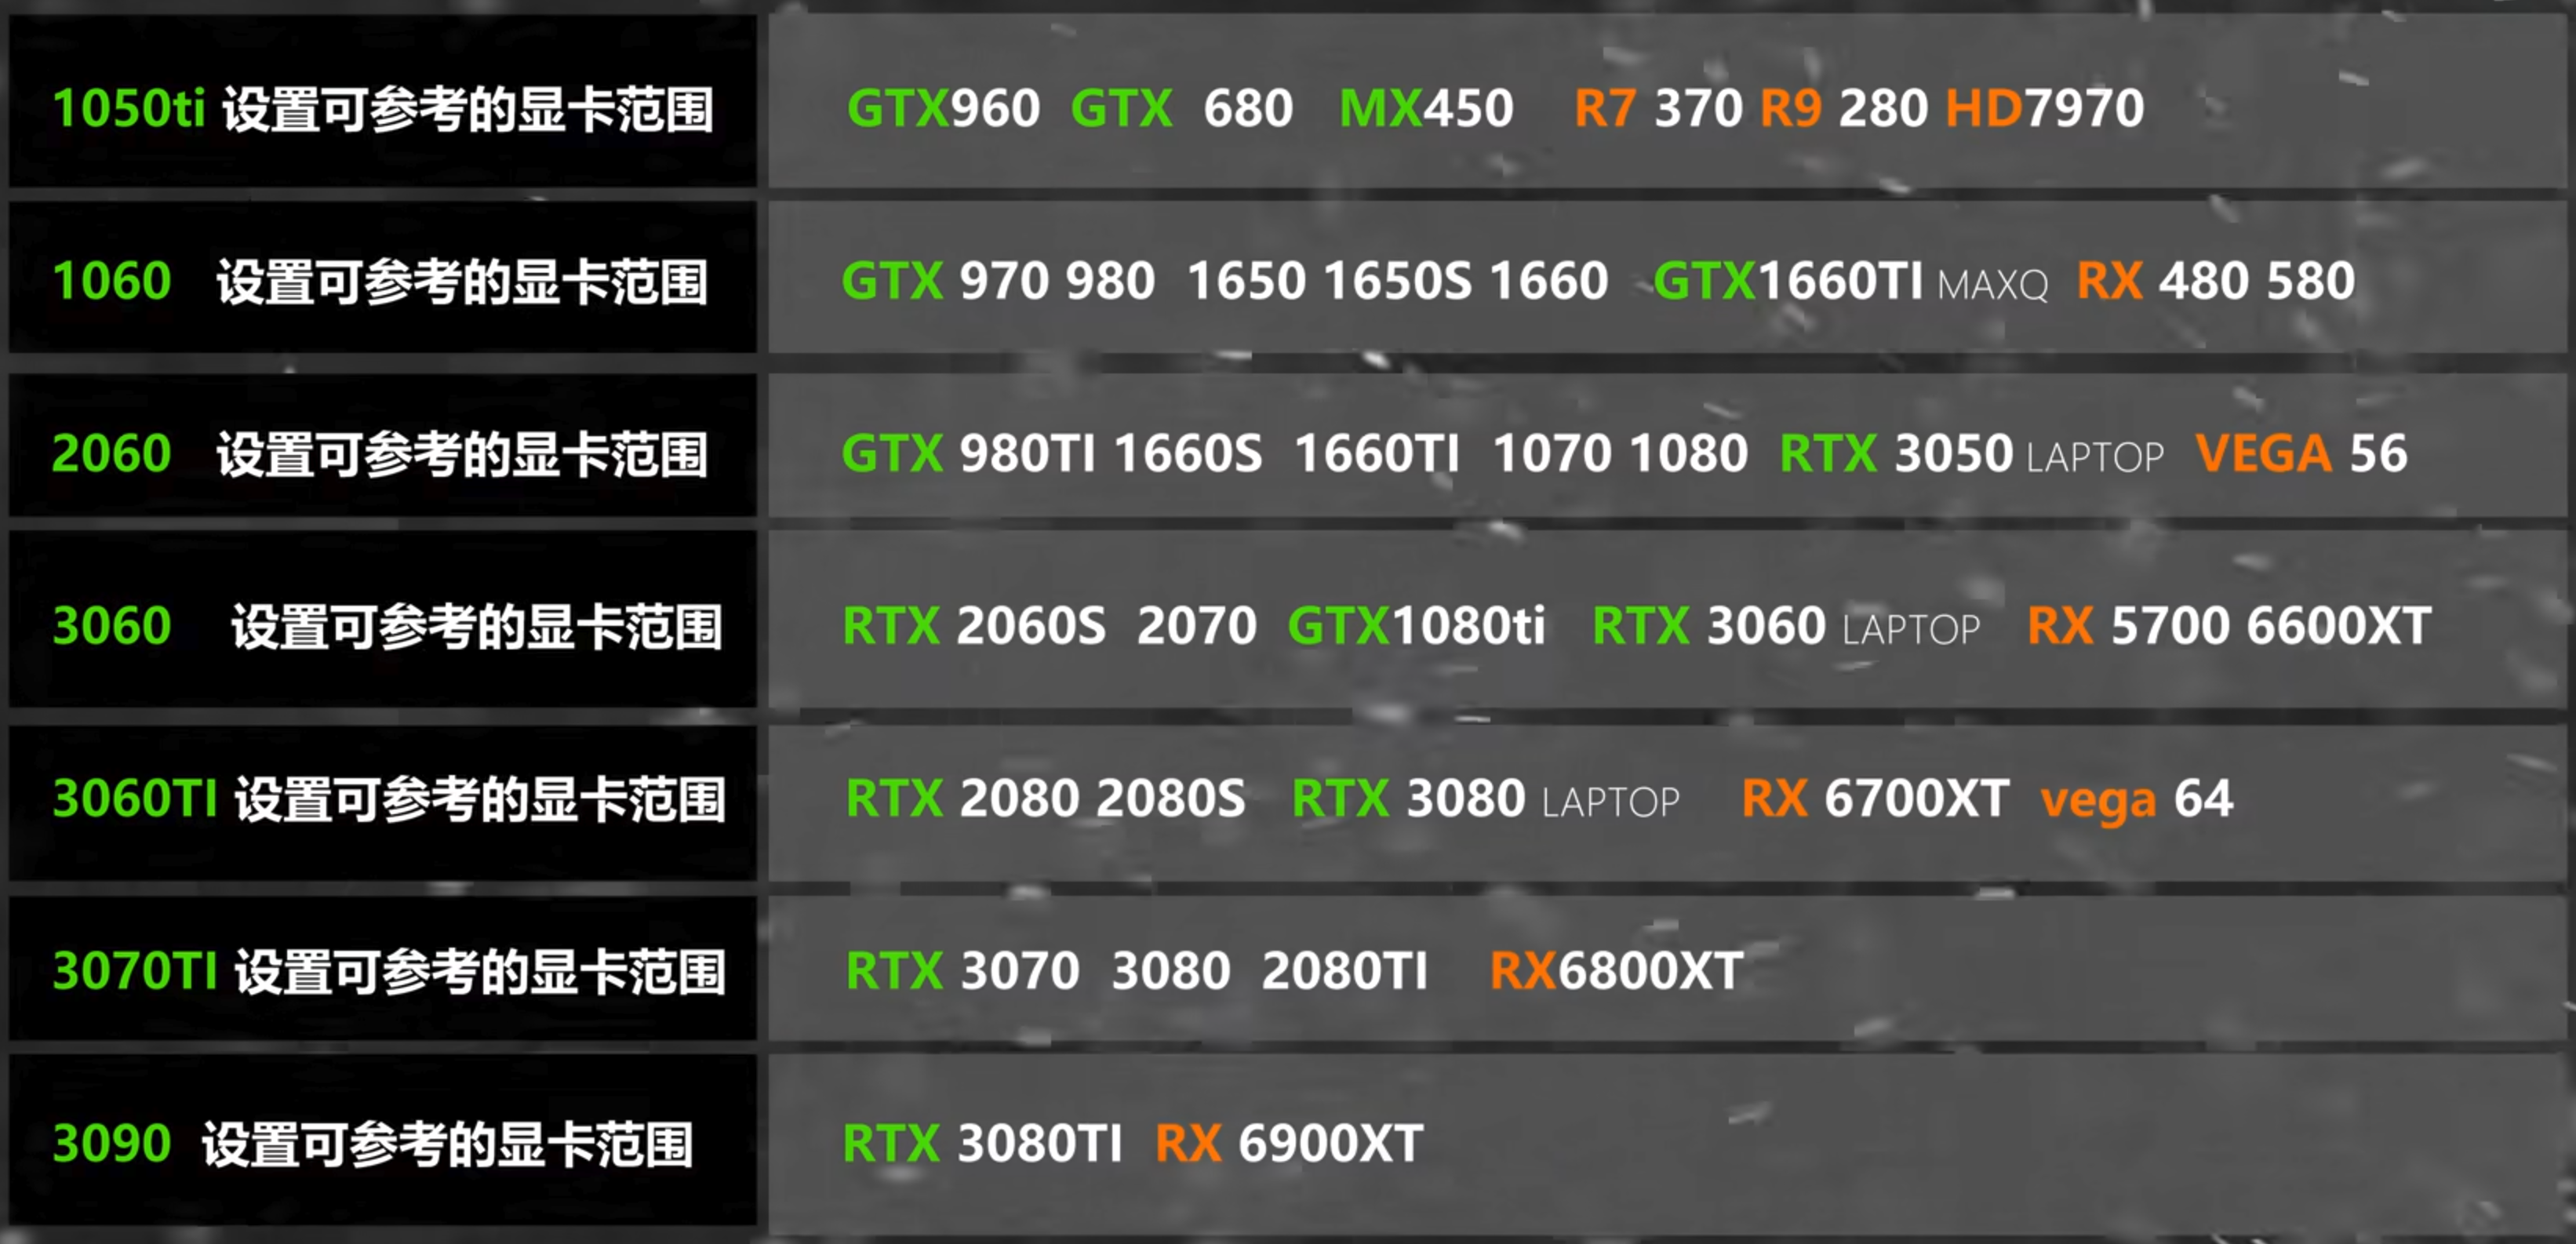 1050ti 设置可参考的显卡范围 GTX960 GTX 680 MX450 R7 370 R9 280 HD7970
1060 设置可参考的显卡范围 GTX 970 980 1650 1650S 1660 GTX1660TI MAXQ RX 480 580
2060 设置可参考的显卡范围 GTX 980TI 1660S 1660TI 1070 1080 RTX 3050 LAPTOP VEGA 56
3060 设置可参考的显卡范围 RTX 2060S 2070 GTX1080ti RTX 3060 LAPTOP RX 5700 6600XT
3060TI 设置可参考的显卡范围 RTX 2080 2080S RTX 3080 LAPTOP RX 6700XT vega 64
3070TI 设置可参考的显卡范围 RTX 3070 3080 2080TI RX6800XT
3090 设置可参考的显卡范围 RTX 3080TI RX 6900XT